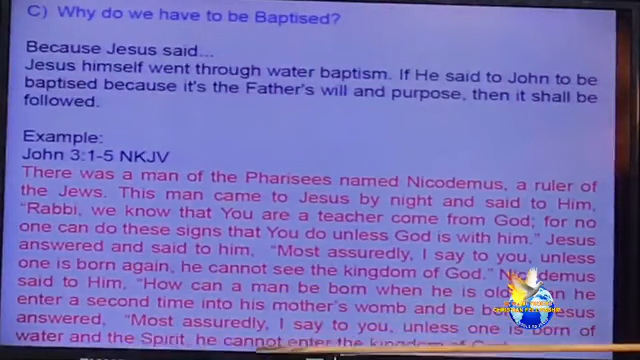 C) Why do we have to be Baptised?
Because Jesus said...
Jesus himself went through water baptism. If He said to John to be
baptised because it's the Father's will and purpose, then it shall be
followed.
Example:
John 3:1-5 NKJV
There was a man of the Pharisees named Nicodemus, a ruler of
the Jews. This man came to Jesus by night and said to Him,
"Rabbi, we know that You are a teacher come from God; for no
one can do these signs that You do unless God is with him." Jesus
answered and said to him, "Most assuredly, I say to you, unless
one is born again, he cannot see the kingdom of God." Nicodemus
said to Him, "How can a man be born when he is old he
enter a second time into his mother's womb and be Jesus
answered, "Most assuredly, I say to you, unless one is born of
water and the Spirit, he cannot enter the kingdom of
CHRISTIAN FELLOWSHIP